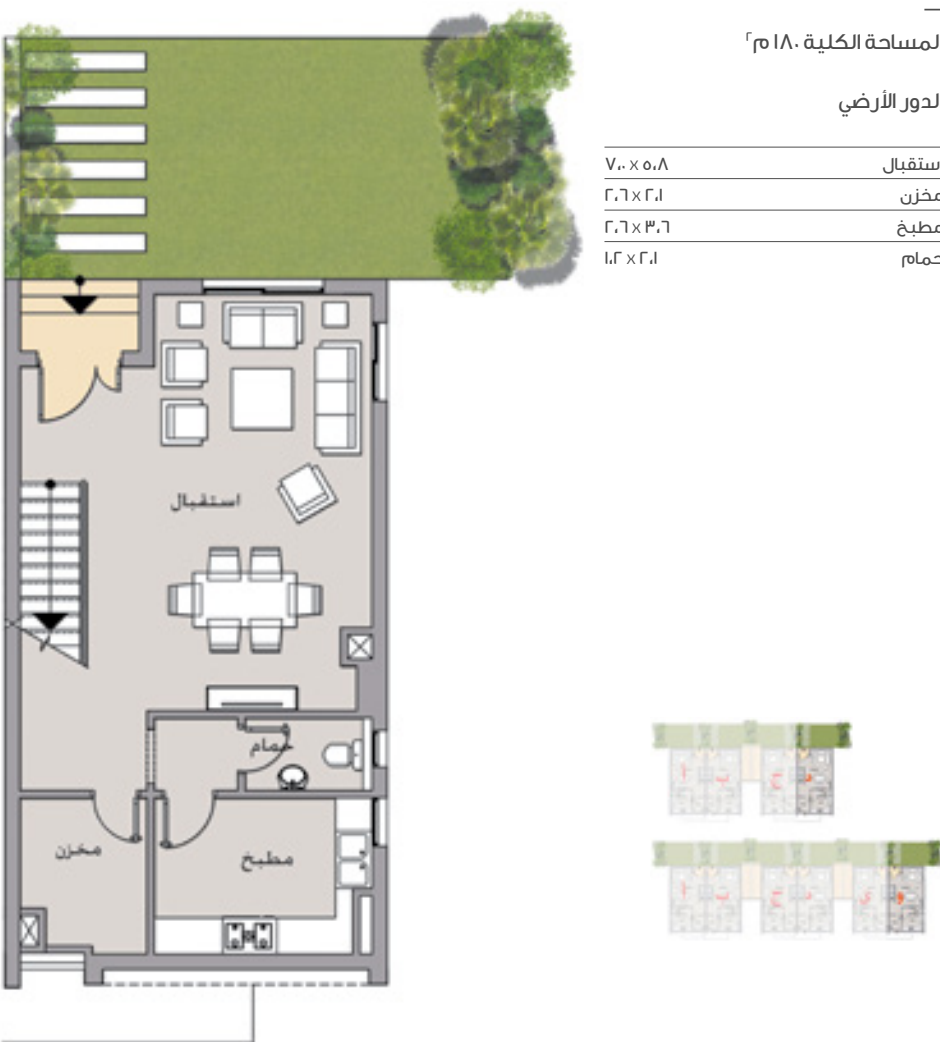 لمساحة الكلية ١٨٠ م٢
لدور الأرضي
ستقبال ٥،٨ x ٧،٠
مخزن ٢،١ x ٢،٦
مطبخ ٣،٦ x ٢،٦
حمام ٢،١ x ١،٢
استقبال
حمام
مخزن
مطبخ